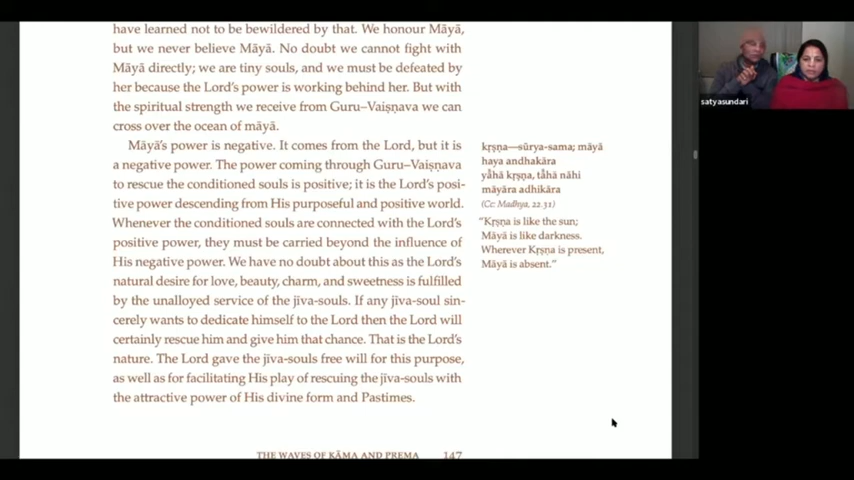 have learned not to be bewildered by that. We honour Māyā,
but we never believe Māyā. No doubt we cannot fight with
Māyā directly; we are tiny souls, and we must be defeated by
her because the Lord's power is working behind her. But with
the spiritual strength we receive from Guru–Vaiṣṇava we can
cross over the ocean of māyā.
Māyā's power is negative. It comes from the Lord, but it is
a negative power. The power coming through Guru–Vaiṣṇava
to rescue the conditioned souls is positive; it is the Lord's posi-
tive power descending from His purposeful and positive world.
Whenever the conditioned souls are connected with the Lord's
positive power, they must be carried beyond the influence of
His negative power. We have no doubt about this as the Lord's
natural desire for love, beauty, charm, and sweetness is fulfilled
by the unalloyed service of the jīva-souls. If any jīva-soul sin-
cerely wants to dedicate himself to the Lord then the Lord will
certainly rescue him and give him that chance. That is the Lord's
nature. The Lord gave the jīva-souls free will for this purpose,
as well as for facilitating His play of rescuing the jīva-souls with
the attractive power of His divine form and Pastimes.
kṛṣṇa—sūrya-sama; māyā
haya andhakāra
yā̐hā kṛṣṇa, tā̐hā nāhi
māyāra adhikāra
(Cc: Madhya, 22.31)
"Kṛṣṇa is like the sun;
Māyā is like darkness.
Wherever Kṛṣṇa is present,
Māyā is absent."
THE WAVES OF KĀMA AND PREMA 147
satyasundari